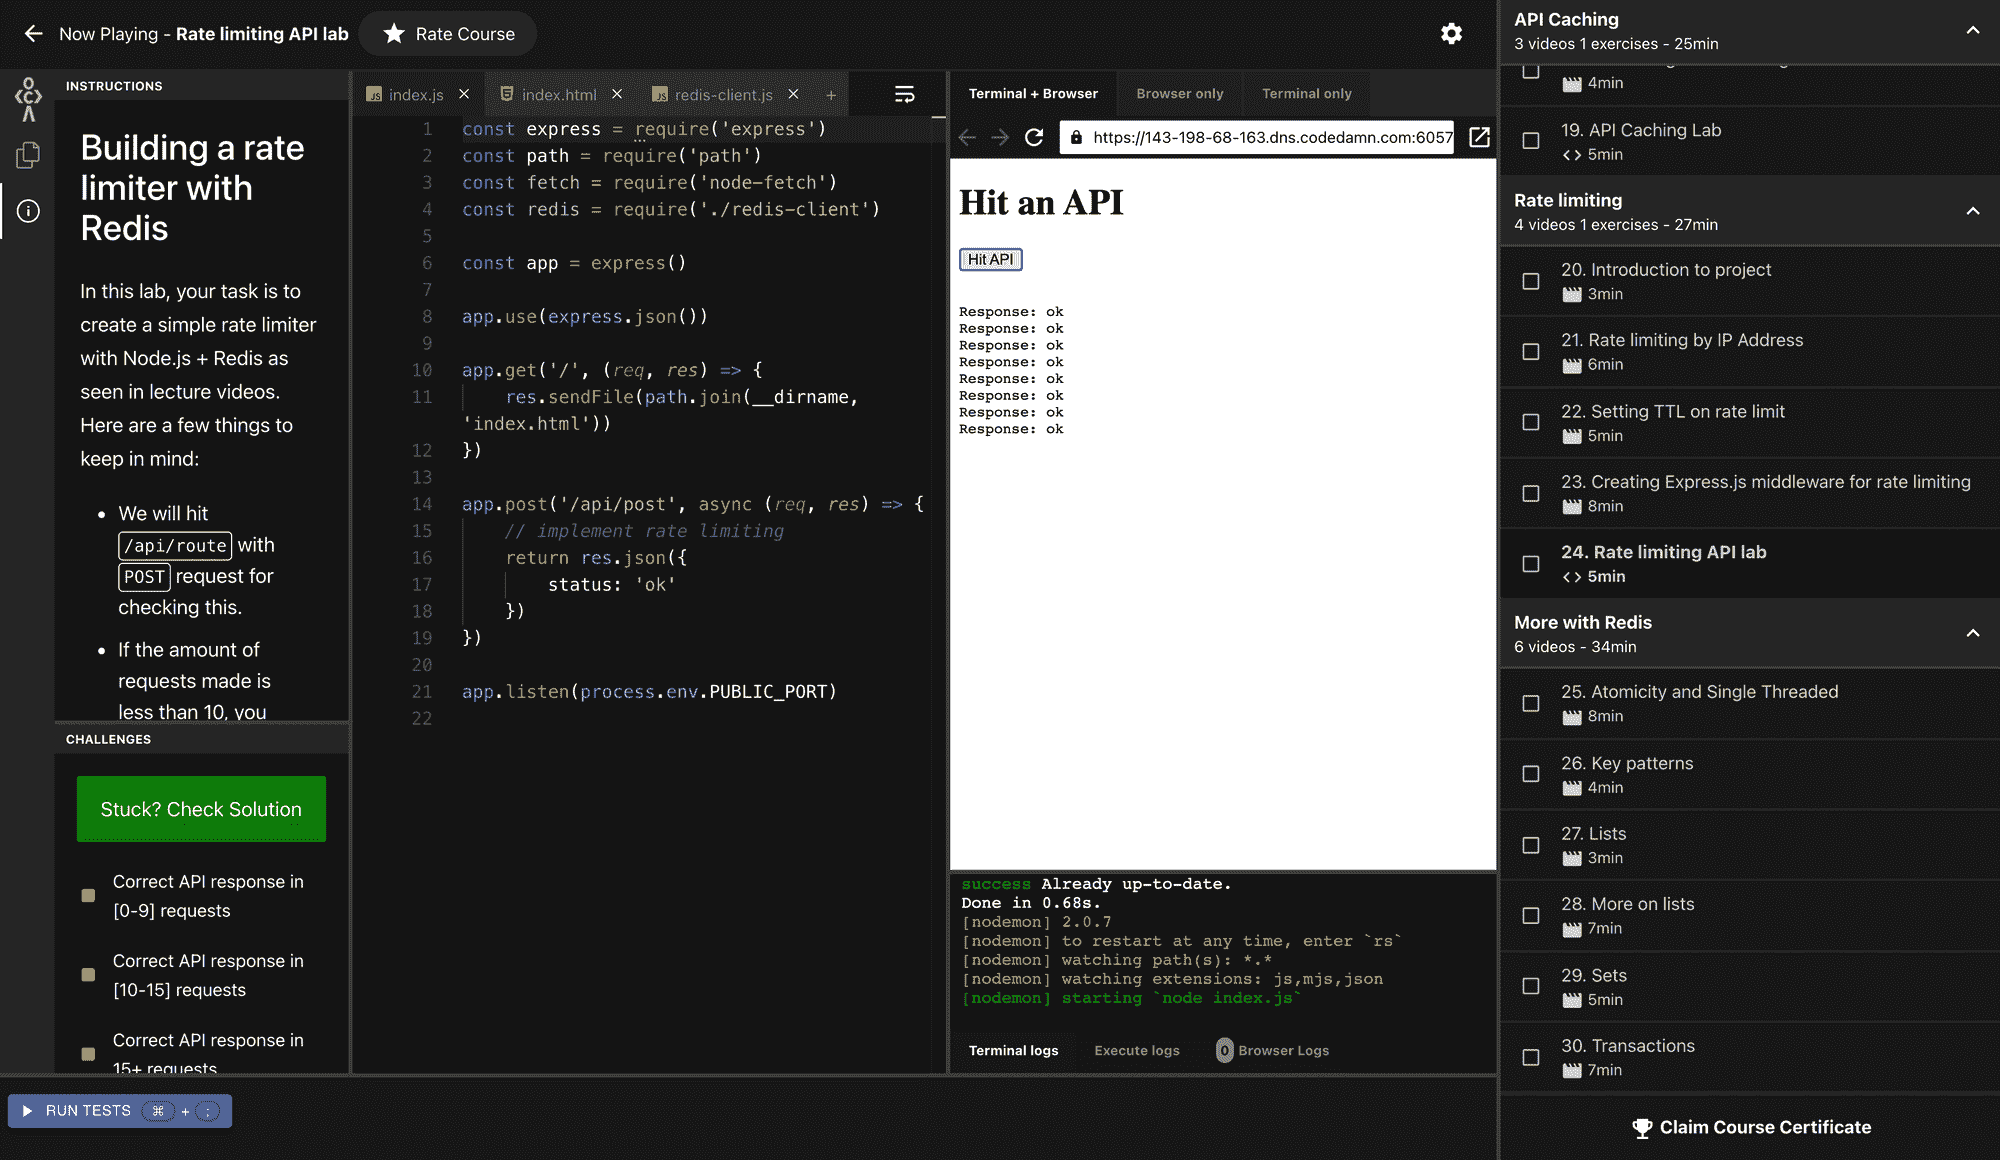 Now Playing - Rate limiting API lab
Rate Course
INSTRUCTIONS
Building a rate
limiter with
Redis
In this lab, your task is to
create a simple rate limiter
with Node.js + Redis as
seen in lecture videos.
Here are a few things to
keep in mind:
We will hit
/api/route with
POST request for
checking this.
If the amount of
requests made is
less than 10, you
CHALLENGES
Stuck? Check Solution
Correct API response in
[0-9] requests
Correct API response in
[10-15] requests
Correct API response in
15+ requests
RUN TESTS ⌘ + ;
index.js
index.html
redis-client.js
+
1 const express = require('express')
2 const path = require('path')
3 const fetch = require('node-fetch')
4 const redis = require('./redis-client')
5
6 const app = express()
7
8 app.use(express.json())
9
10 app.get('/', (req, res) => {
11 res.sendFile(path.join(__dirname,
'index.html'))
12 })
13
14 app.post('/api/post', async (req, res) => {
15 // implement rate limiting
16 return res.json({
17 status: 'ok'
18 })
19 })
20
21 app.listen(process.env.PUBLIC_PORT)
22
Terminal + Browser
Browser only
Terminal only
https://143-198-68-163.dns.codedamn.com:6057
Hit an API
Hit API
Response: ok
Response: ok
Response: ok
Response: ok
Response: ok
Response: ok
Response: ok
Response: ok
success Already up-to-date.
Done in 0.68s.
[nodemon] 2.0.7
[nodemon] to restart at any time, enter `rs`
[nodemon] watching path(s): *.*
[nodemon] watching extensions: js,mjs,json
[nodemon] starting `node index.js`
Terminal logs
Execute logs
0 Browser Logs
API Caching
3 videos 1 exercises - 25min
4min
19. API Caching Lab
<> 5min
Rate limiting
4 videos 1 exercises - 27min
20. Introduction to project
3min
21. Rate limiting by IP Address
6min
22. Setting TTL on rate limit
5min
23. Creating Express.js middleware for rate limiting
8min
24. Rate limiting API lab
<> 5min
More with Redis
6 videos - 34min
25. Atomicity and Single Threaded
8min
26. Key patterns
4min
27. Lists
3min
28. More on lists
7min
29. Sets
5min
30. Transactions
7min
Claim Course Certificate